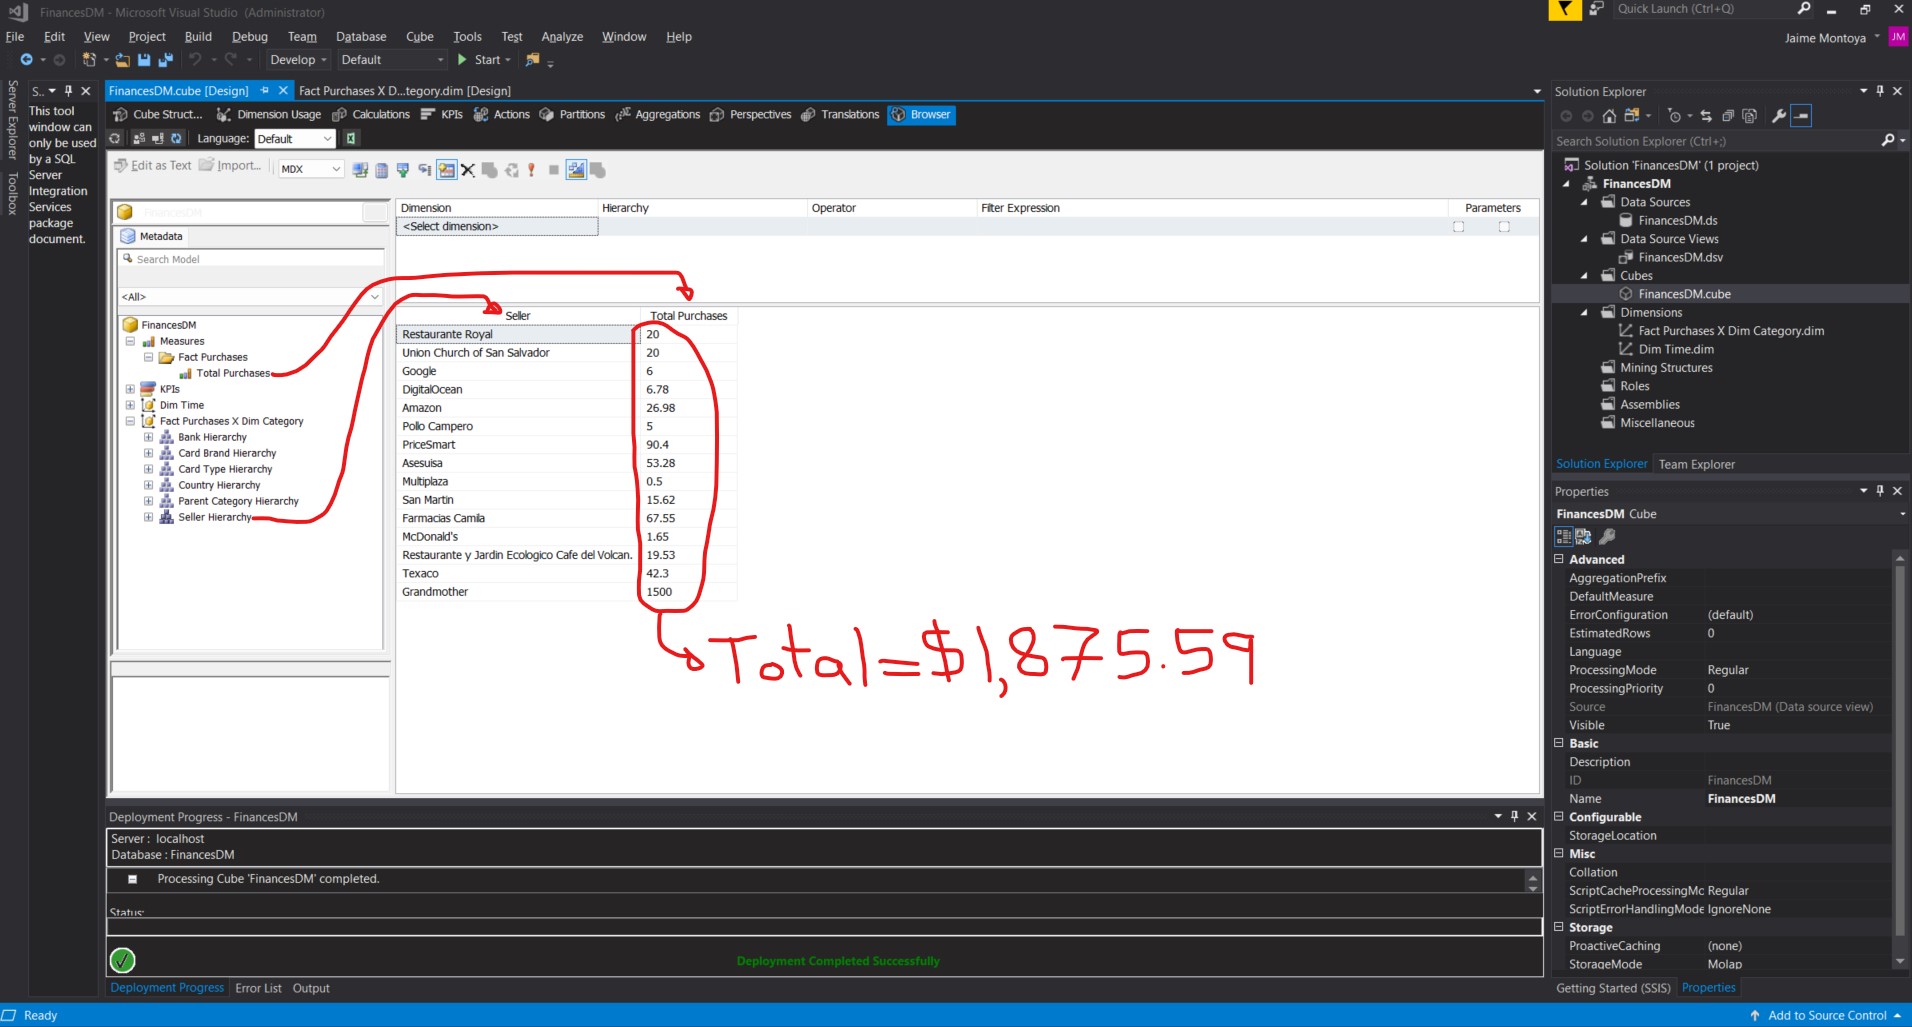 FinancesDM - Microsoft Visual Studio (Administrator)
Quick Launch (Ctrl+Q)
File Edit View Project Build Debug Team Database Cube Tools Test Analyze Window Help
Jaime Montoya JM
Develop Default Start
Server Explorer
Toolbox
S..
This tool
window can
only be used
by a SQL
Server
Integration
Services
package
document.
FinancesDM.cube [Design] Fact Purchases X D...tegory.dim [Design]
Cube Struct... Dimension Usage Calculations KPIs Actions Partitions Aggregations Perspectives Translations Browser
Language: Default
Edit as Text Import... MDX
FinancesDM
Metadata
Search Model
<All>
FinancesDM
Measures
Fact Purchases
Total Purchases
KPIs
Dim Time
Fact Purchases X Dim Category
Bank Hierarchy
Card Brand Hierarchy
Card Type Hierarchy
Country Hierarchy
Parent Category Hierarchy
Seller Hierarchy
Dimension Hierarchy Operator Filter Expression Parameters
<Select dimension>
Seller Total Purchases
Restaurante Royal 20
Union Church of San Salvador 20
Google 6
DigitalOcean 6.78
Amazon 26.98
Pollo Campero 5
PriceSmart 90.4
Asesuisa 53.28
Multiplaza 0.5
San Martin 15.62
Farmacias Camila 67.55
McDonald's 1.65
Restaurante y Jardin Ecologico Cafe del Volcan. 19.53
Texaco 42.3
Grandmother 1500
Total=$1,875.59
Deployment Progress - FinancesDM
Server : localhost
Database : FinancesDM
Processing Cube 'FinancesDM' completed.
Status:
Deployment Completed Successfully
Deployment Progress Error List Output
Solution Explorer
Search Solution Explorer (Ctrl+;)
Solution 'FinancesDM' (1 project)
FinancesDM
Data Sources
FinancesDM.ds
Data Source Views
FinancesDM.dsv
Cubes
FinancesDM.cube
Dimensions
Fact Purchases X Dim Category.dim
Dim Time.dim
Mining Structures
Roles
Assemblies
Miscellaneous
Solution Explorer Team Explorer
Properties
FinancesDM Cube
Advanced
AggregationPrefix
DefaultMeasure
ErrorConfiguration (default)
EstimatedRows 0
Language
ProcessingMode Regular
ProcessingPriority 0
Source FinancesDM (Data source view)
Visible True
Basic
Description
ID FinancesDM
Name FinancesDM
Configurable
StorageLocation
Misc
Collation
ScriptCacheProcessingMo Regular
ScriptErrorHandlingMode IgnoreNone
Storage
ProactiveCaching (none)
StorageMode Molap
Getting Started (SSIS) Properties
Ready
Add to Source Control